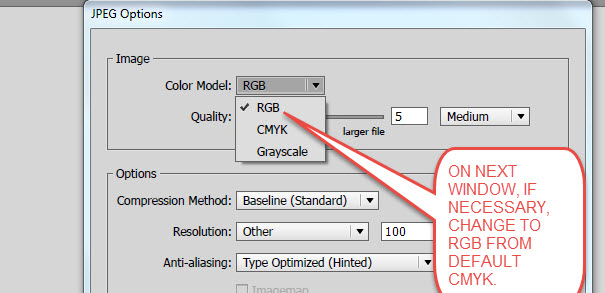 JPEG Options
Image
Color Model: RGB
RGB
CMYK
Grayscale
Quality: 5 Medium
larger file
Options
Compression Method: Baseline (Standard)
Resolution: Other 100
Anti-aliasing: Type Optimized (Hinted)
Imagemap
ON NEXT
WINDOW, IF
NECESSARY,
CHANGE TO
RGB FROM
DEFAULT
CMYK.